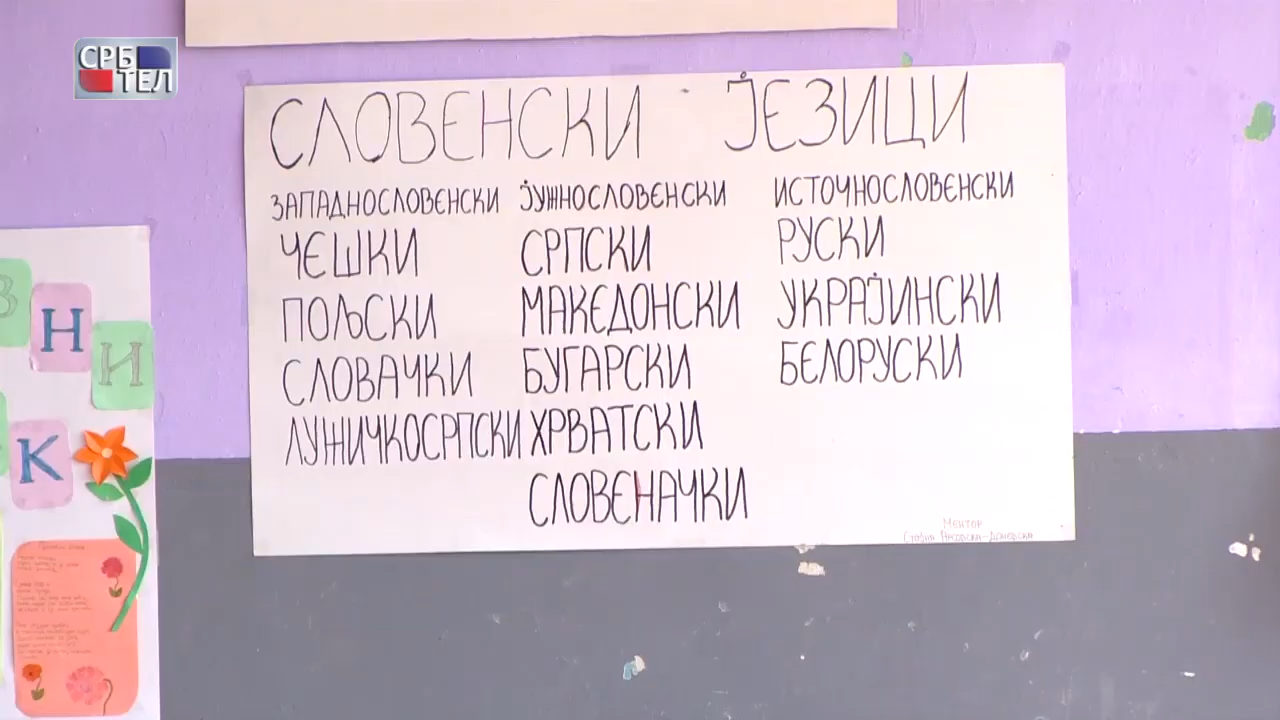 СРБ
ТЕЛ
СЛОВЕНСКИ ЈЕЗИЦИ
ЗАПАДНОСЛОВЕНСКИ ЈУЖНОСЛОВЕНСКИ ИСТОЧНОСЛОВЕНСКИ
ЧЕШКИ СРПСКИ РУСКИ
ПОЉСКИ МАКЕДОНСКИ УКРАЈИНСКИ
СЛОВАЧКИ БУГАРСКИ БЕЛОРУСКИ
ЛУЖИЧКОСРПСКИ ХРВАТСКИ
СЛОВЕНАЧКИ
МЕНТОР
Н
И
К